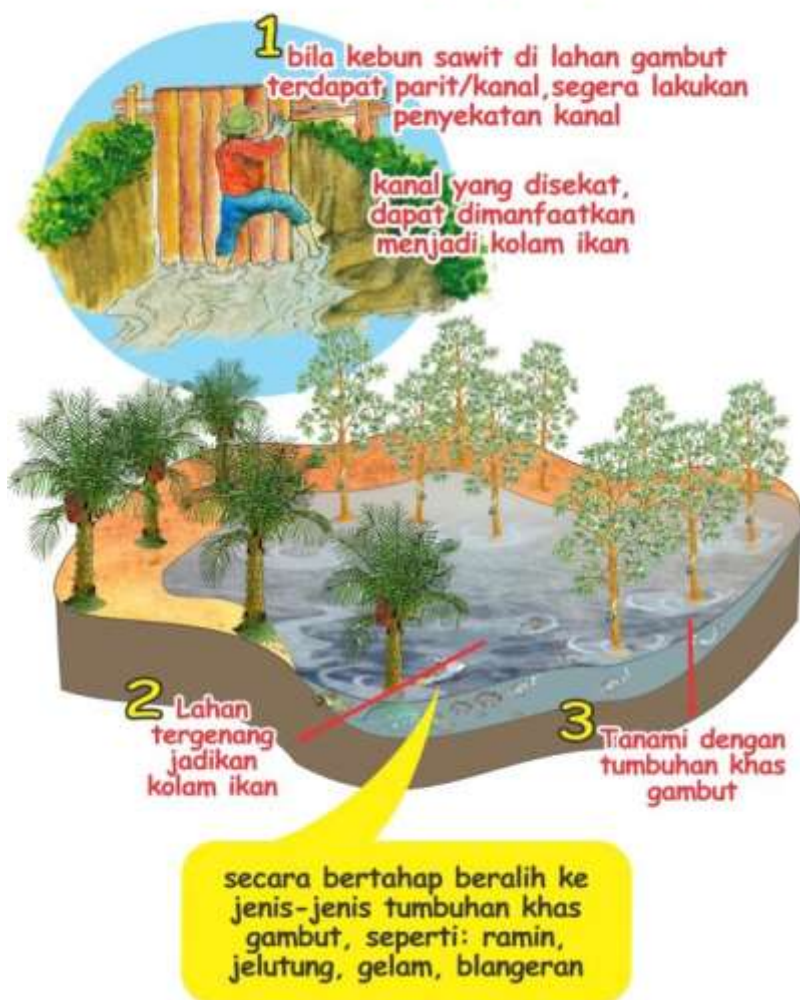 1
bila kebun sawit di lahan gambut
terdapat parit/kanal,segera lakukan
penyekatan kanal
kanal yang disekat,
dapat dimanfaatkan
menjadi kolam ikan
2
Lahan
tergenang
jadikan
kolam ikan
3
Tanami dengan
tumbuhan khas
gambut
secara bertahap beralih ke
jenis-jenis tumbuhan khas
gambut, seperti: ramin,
jelutung, gelam, blangeran